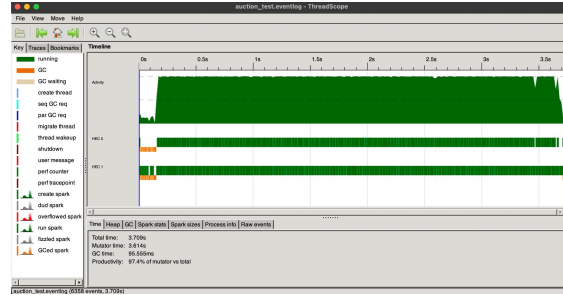 auction_test.eventlog - ThreadScope
File View Move Help
Key Traces Bookmarks
running
GC
GC waiting
create thread
seq GC req
par GC req
migrate thread
thread wakeup
shutdown
user message
perf counter
perf tracepoint
create spark
dud spark
overflowed spark
run spark
fizzled spark
GCed spark
Timeline
0s 0.5s 1s 1.5s 2s 2.5s 3s 3.5s
Activity
HEC 0
HEC 1
Time Heap GC Spark stats Spark sizes Process info Raw events
Total time: 3.709s
Mutator time: 3.614s
GC time: 95.555ms
Productivity: 97.4% of mutator vs total
auction_test.eventlog (6358 events, 3.709s)